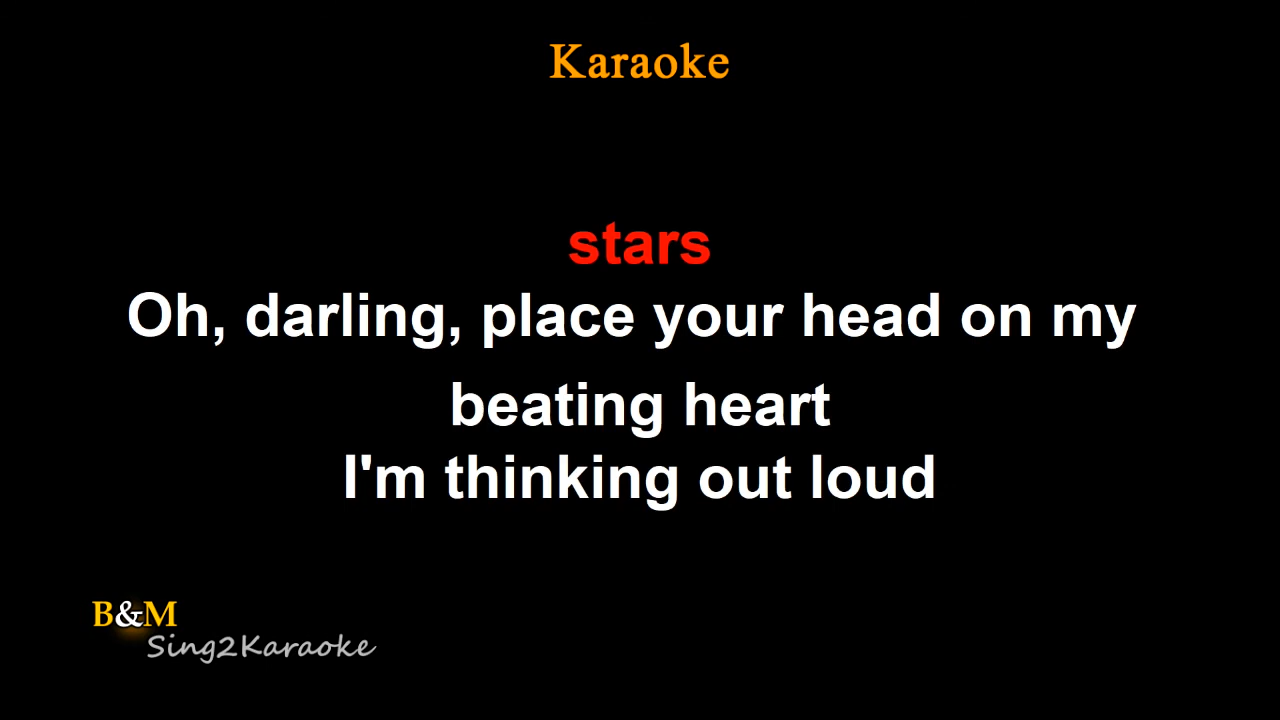 Karaoke
stars
Oh, darling, place your head on my
beating heart
I'm thinking out loud
B&M
Sing2Karaoke